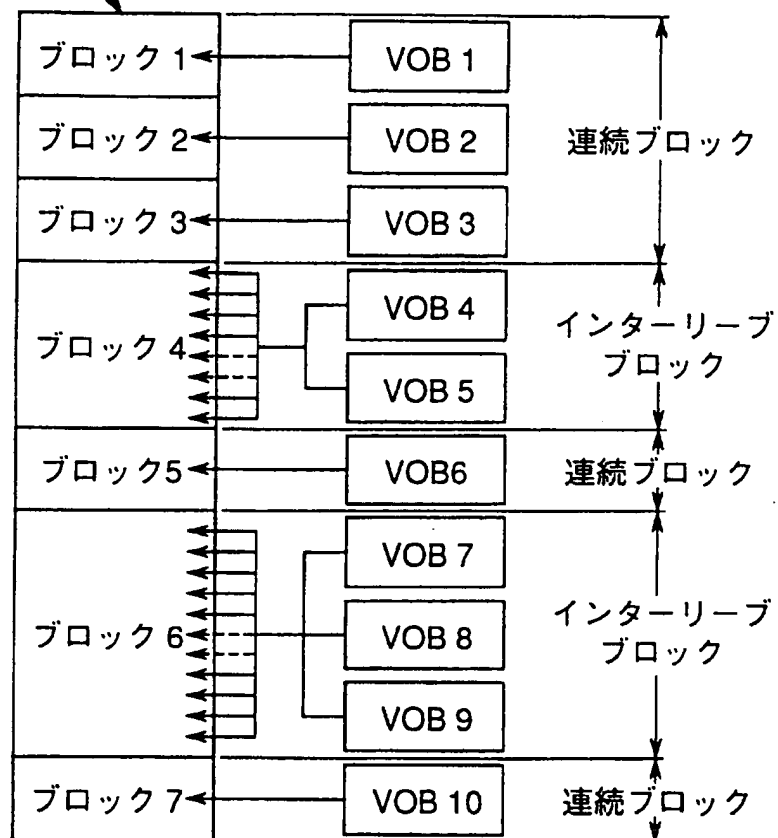 ブロック 1
VOB 1
ブロック 2
VOB 2
連続ブロック
ブロック 3
VOB 3
ブロック 4
VOB 4
VOB 5
インターリーブ
ブロック
ブロック5
VOB6
連続ブロック
ブロック 6
VOB 7
VOB 8
VOB 9
インターリーブ
ブロック
ブロック 7
VOB 10
連続ブロック